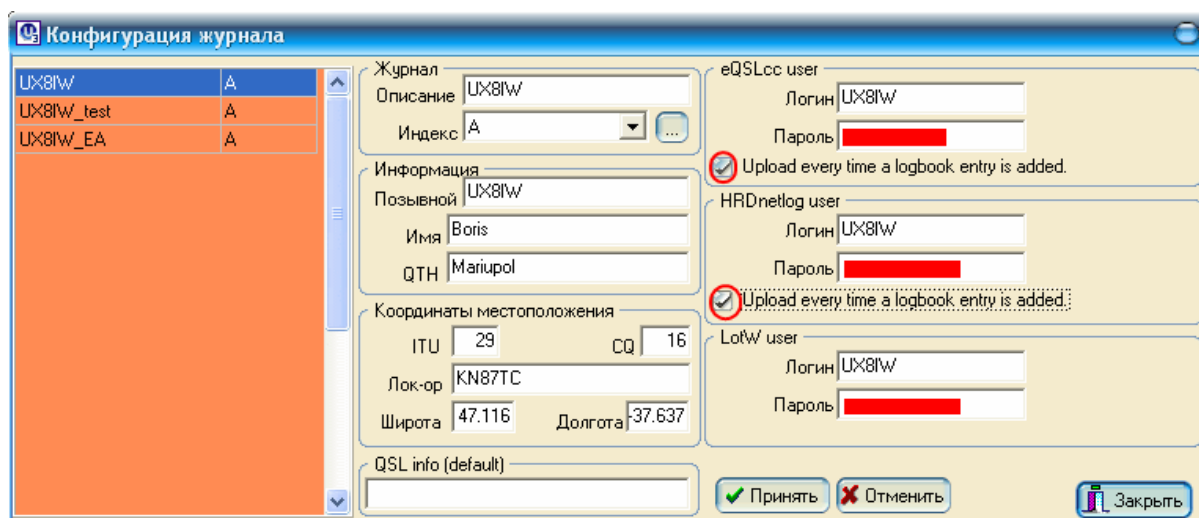 Конфигурация журнала
UX8IW A
UX8IW_test A
UX8IW_EA A
Журнал
Описание UX8IW
Индекс A ...
Информация
Позывной UX8IW
Имя Boris
QTH Mariupol
Координаты местоположения
ITU 29 CQ 16
Лок-ор KN87TC
Широта 47.116 Долгота -37.637
QSL info (default)
eQSLcc user
Логин UX8IW
Пароль
Upload every time a logbook entry is added.
HRDnetlog user
Логин UX8IW
Пароль
Upload every time a logbook entry is added.
LotW user
Логин UX8IW
Пароль
Принять Отменить Закрыть